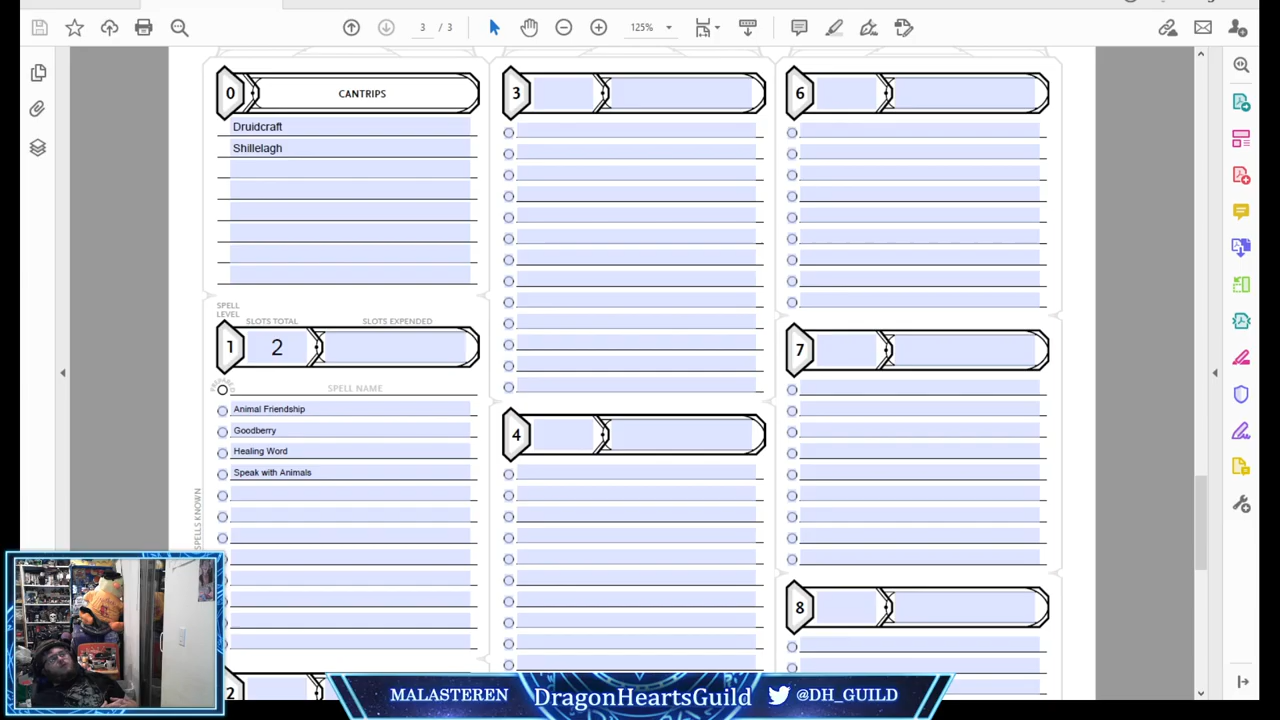 3 / 3
125%
0
CANTRIPS
Druidcraft
Shillelagh
SPELL
LEVEL
SLOTS TOTAL
SLOTS EXPENDED
1
2
PREPARED
SPELL NAME
Animal Friendship
Goodberry
Healing Word
Speak with Animals
SPELLS KNOWN
2
3
4
6
7
8
MALASTEREN
DragonHeartsGuild
@DH_GUILD